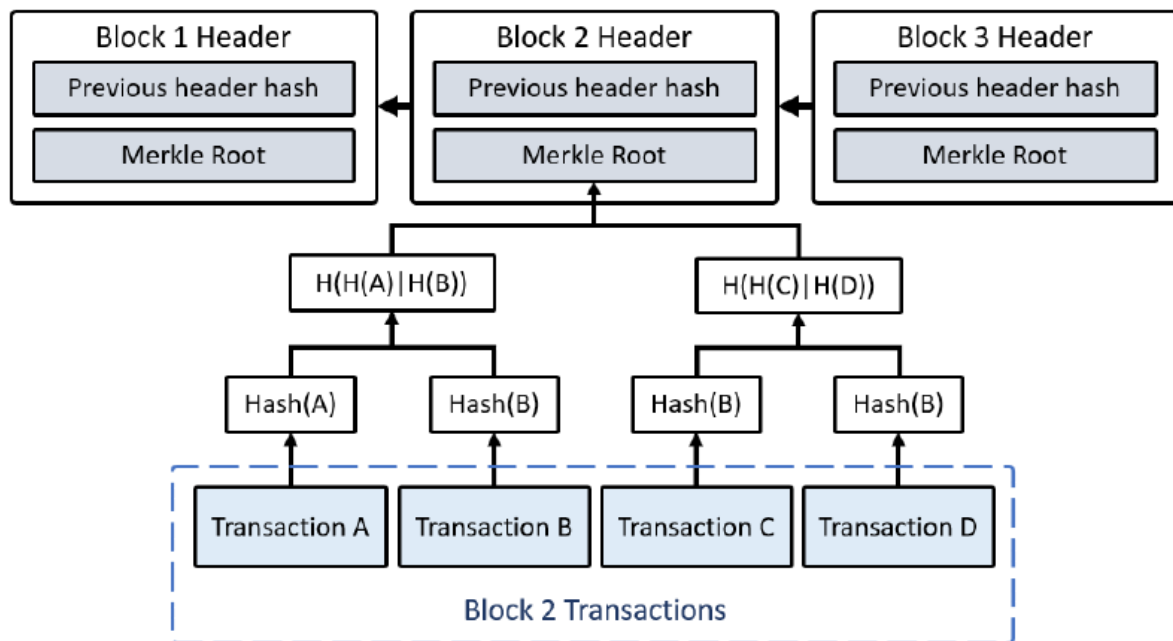 Block 1 Header
Previous header hash
Merkle Root
Block 2 Header
Previous header hash
Merkle Root
Block 3 Header
Previous header hash
Merkle Root
H(H(A)|H(B))
H(H(C)|H(D))
Hash(A)
Hash(B)
Hash(B)
Hash(B)
Transaction A
Transaction B
Transaction C
Transaction D
Block 2 Transactions